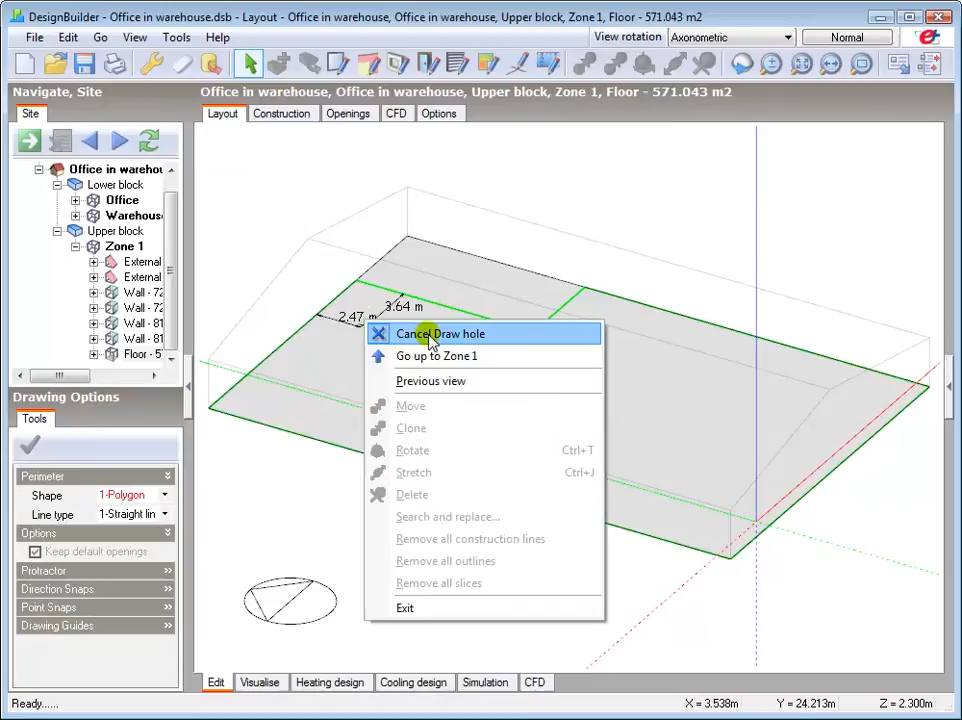 DesignBuilder - Office in warehouse.dsb - Layout - Office in warehouse, Office in warehouse, Upper block, Zone 1, Floor - 571.043 m2
File Edit Go View Tools Help
View rotation Axonometric Normal
Navigate, Site
Office in warehouse, Office in warehouse, Upper block, Zone 1, Floor - 571.043 m2
Site
Layout Construction Openings CFD Options
Office in warehou
Lower block
Office
Warehouse
Upper block
Zone 1
External
External
Wall - 72
Wall - 72
Wall - 81
Wall - 81
Floor - 5
Drawing Options
Tools
Perimeter
Shape 1-Polygon
Line type 1-Straight lin
Options
Keep default openings
Protractor
Direction Snaps
Point Snaps
Drawing Guides
3.64 m
2.47 m
Cancel Draw hole
Go up to Zone 1
Previous view
Move
Clone
Rotate Ctrl+T
Stretch Ctrl+J
Delete
Search and replace...
Remove all construction lines
Remove all outlines
Remove all slices
Exit
Edit Visualise Heating design Cooling design Simulation CFD
Ready...... X = 3.538m Y = 24.213m Z = 2.300m